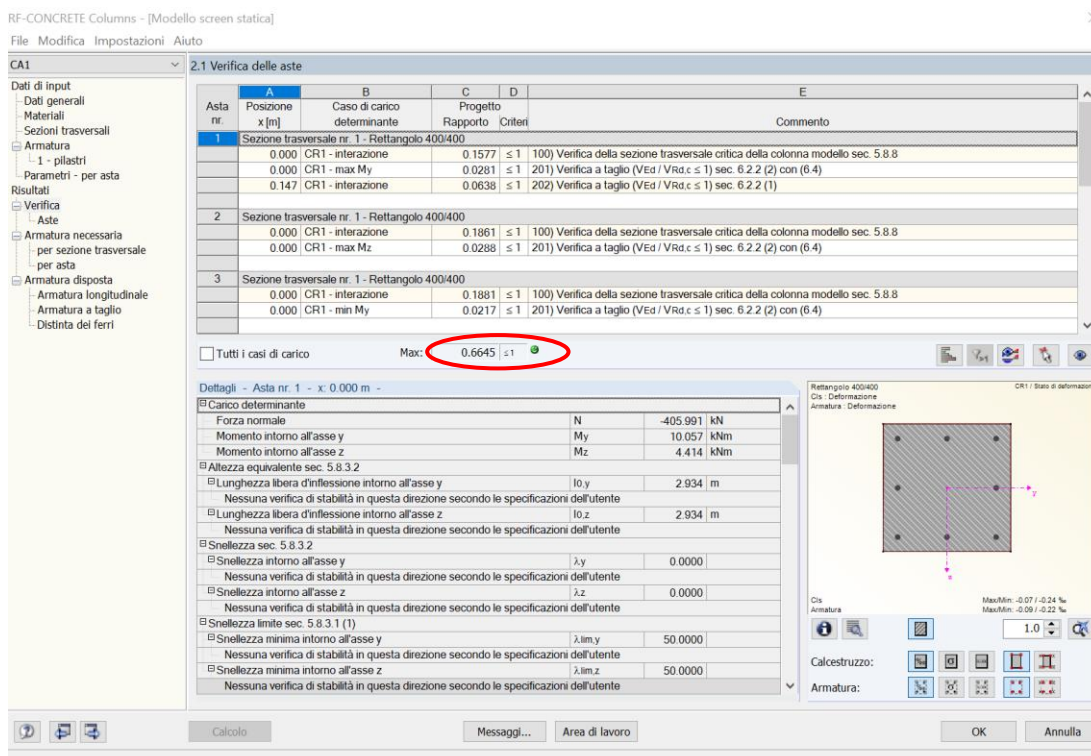 RF-CONCRETE Columns - [Modello screen statica]
File Modifica Impostazioni Aiuto
CA1
2.1 Verifica delle aste
Dati di input
Dati generali
Materiali
Sezioni trasversali
Armatura
1 - pilastri
Parametri - per asta
Risultati
Verifica
Aste
Armatura necessaria
per sezione trasversale
per asta
Armatura disposta
Armatura longitudinale
Armatura a taglio
Distinta dei ferri
A B C D E
Asta Posizione Caso di carico Progetto
nr. x [m] determinante Rapporto Criteri Commento
1 Sezione trasversale nr. 1 - Rettangolo 400/400
0.000 CR1 - interazione 0.1577 ≤ 1 100) Verifica della sezione trasversale critica della colonna modello sec. 5.8.8
0.000 CR1 - max My 0.0281 ≤ 1 201) Verifica a taglio (VEd / VRd,c ≤ 1) sec. 6.2.2 (2) con (6.4)
0.147 CR1 - interazione 0.0638 ≤ 1 202) Verifica a taglio (VEd / VRd,c ≤ 1) sec. 6.2.2 (1)
2 Sezione trasversale nr. 1 - Rettangolo 400/400
0.000 CR1 - interazione 0.1861 ≤ 1 100) Verifica della sezione trasversale critica della colonna modello sec. 5.8.8
0.000 CR1 - max Mz 0.0288 ≤ 1 201) Verifica a taglio (VEd / VRd,c ≤ 1) sec. 6.2.2 (2) con (6.4)
3 Sezione trasversale nr. 1 - Rettangolo 400/400
0.000 CR1 - interazione 0.1881 ≤ 1 100) Verifica della sezione trasversale critica della colonna modello sec. 5.8.8
0.000 CR1 - min My 0.0217 ≤ 1 201) Verifica a taglio (VEd / VRd,c ≤ 1) sec. 6.2.2 (2) con (6.4)
Tutti i casi di carico Max: 0.6645 ≤1
Dettagli - Asta nr. 1 - x: 0.000 m -
Carico determinante
Forza normale N -405.991 kN
Momento intorno all'asse y My 10.057 kNm
Momento intorno all'asse z Mz 4.414 kNm
Altezza equivalente sec. 5.8.3.2
Lunghezza libera d'inflessione intorno all'asse y l0,y 2.934 m
Nessuna verifica di stabilità in questa direzione secondo le specificazioni dell'utente
Lunghezza libera d'inflessione intorno all'asse z l0,z 2.934 m
Nessuna verifica di stabilità in questa direzione secondo le specificazioni dell'utente
Snellezza sec. 5.8.3.2
Snellezza intorno all'asse y λy 0.0000
Nessuna verifica di stabilità in questa direzione secondo le specificazioni dell'utente
Snellezza intorno all'asse z λz 0.0000
Nessuna verifica di stabilità in questa direzione secondo le specificazioni dell'utente
Snellezza limite sec. 5.8.3.1 (1)
Snellezza minima intorno all'asse y λlim,y 50.0000
Nessuna verifica di stabilità in questa direzione secondo le specificazioni dell'utente
Snellezza minima intorno all'asse z λlim,z 50.0000
Nessuna verifica di stabilità in questa direzione secondo le specificazioni dell'utente
Rettangolo 400/400 CR1 / Stato di deformazion
Cls : Deformazione
Armatura : Deformazione
y
Cls Max/Min: -0.07 / -0.24 ‰
Armatura Max/Min: -0.09 / -0.22 ‰
1.0
Calcestruzzo:
Armatura:
Calcolo Messaggi... Area di lavoro OK Annulla